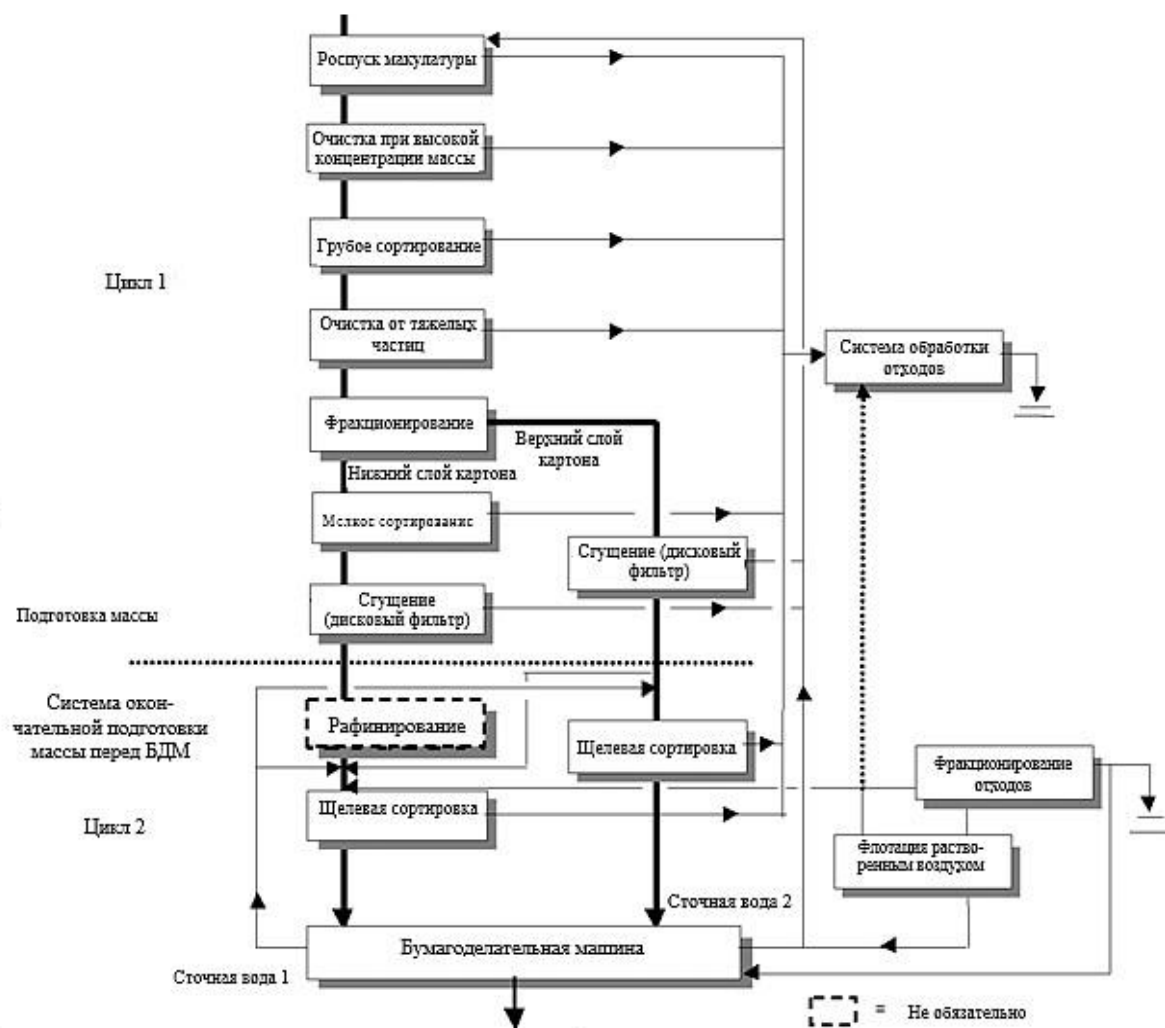 Роспуск макулатуры
Очистка при высокой
концентрации массы
Грубое сортирование
Цикл 1
Очистка от тяжелых
частиц
Система обработки
отходов
Фракционирование
Верхний слой
картона
Нижний слой картона
Мелкое сортирование
Сгущение (дисковый
фильтр)
Сгущение
(дисковый фильтр)
Подготовка массы
Система окон-
чательной подготовки
массы перед БДМ
Рафинирование
Щелевая сортировка
Фракционирование
отходов
Щелевая сортировка
Цикл 2
Флотация раство-
ренным воздухом
Сточная вода 2
Бумагоделательная машина
Сточная вода 1
= Не обязательно